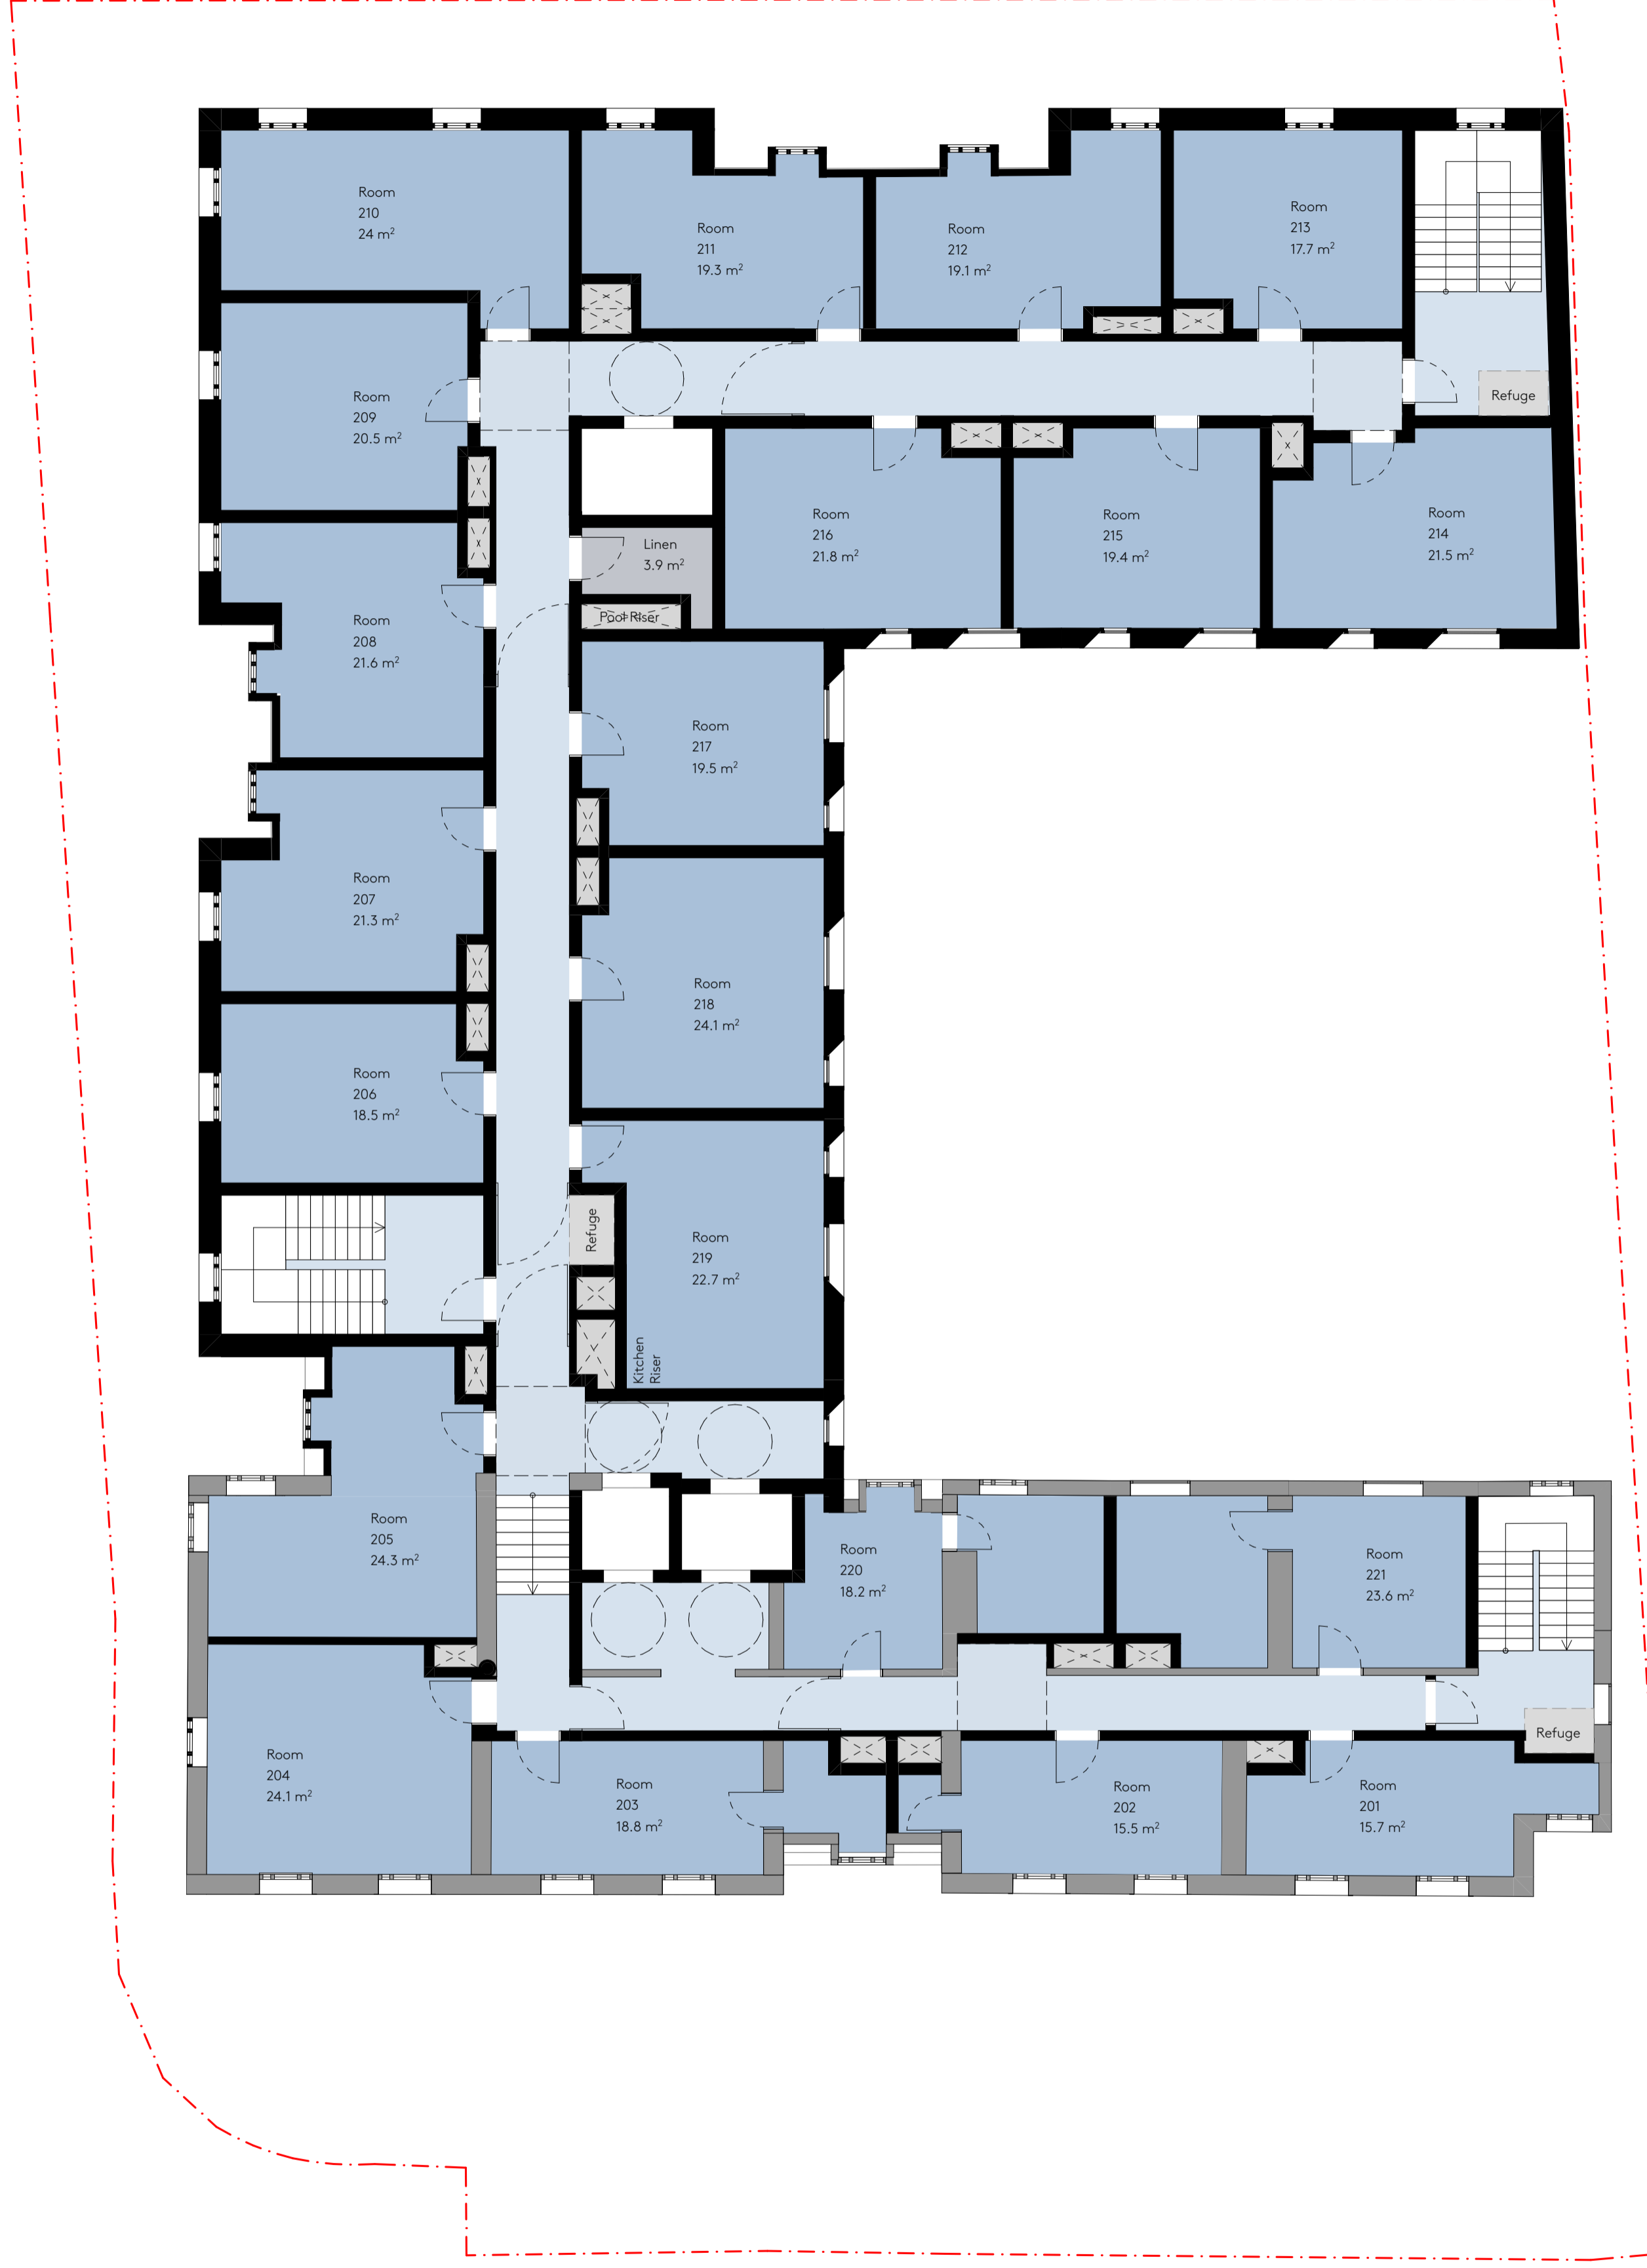 Room
210
24 m²
Room
211
19.3 m²
Room
212
19.1 m²
Room
213
17.7 m²
Refuge
Room
209
20.5 m²
Room
216
21.8 m²
Room
215
19.4 m²
Room
214
21.5 m²
Linen
3.9 m²
Pool Riser
Room
208
21.6 m²
Room
217
19.5 m²
Room
207
21.3 m²
Room
218
24.1 m²
Room
206
18.5 m²
Refuge
Room
219
22.7 m²
Kitchen
Riser
Room
205
24.3 m²
Room
220
18.2 m²
Room
221
23.6 m²
Refuge
Room
204
24.1 m²
Room
203
18.8 m²
Room
202
15.5 m²
Room
201
15.7 m²